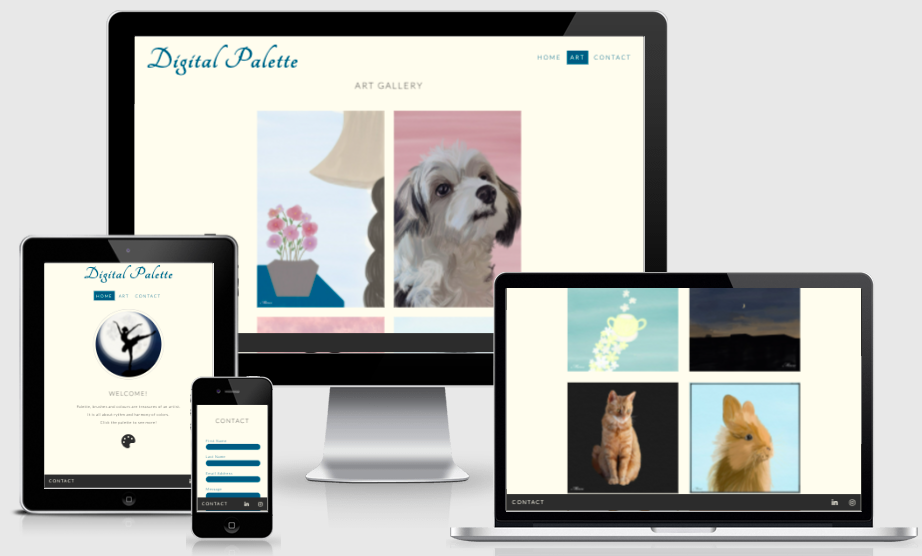 Digital Palette
HOME ART CONTACT
ART GALLERY
Digital Palette
HOME ART CONTACT
WELCOME!
Palette, brushes and colours are treasures of an artist.
It is all about rhythm and harmony of colors.
Click the palette to see more!
CONTACT
CONTACT
First Name
Last Name
Email Address
Message
CONTACT
CONTACT